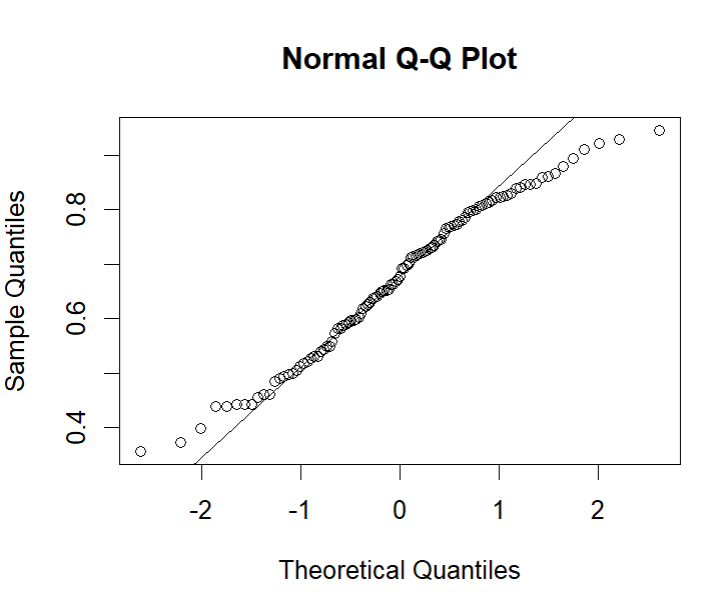 Normal Q-Q Plot
Sample Quantiles
0.8
0.6
0.4
-2 -1 0 1 2
Theoretical Quantiles